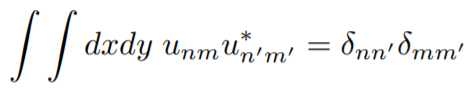 ∫ ∫ dxdy u_{nm}u^*_{n'm'} = δ_{nn'}δ_{mm'}